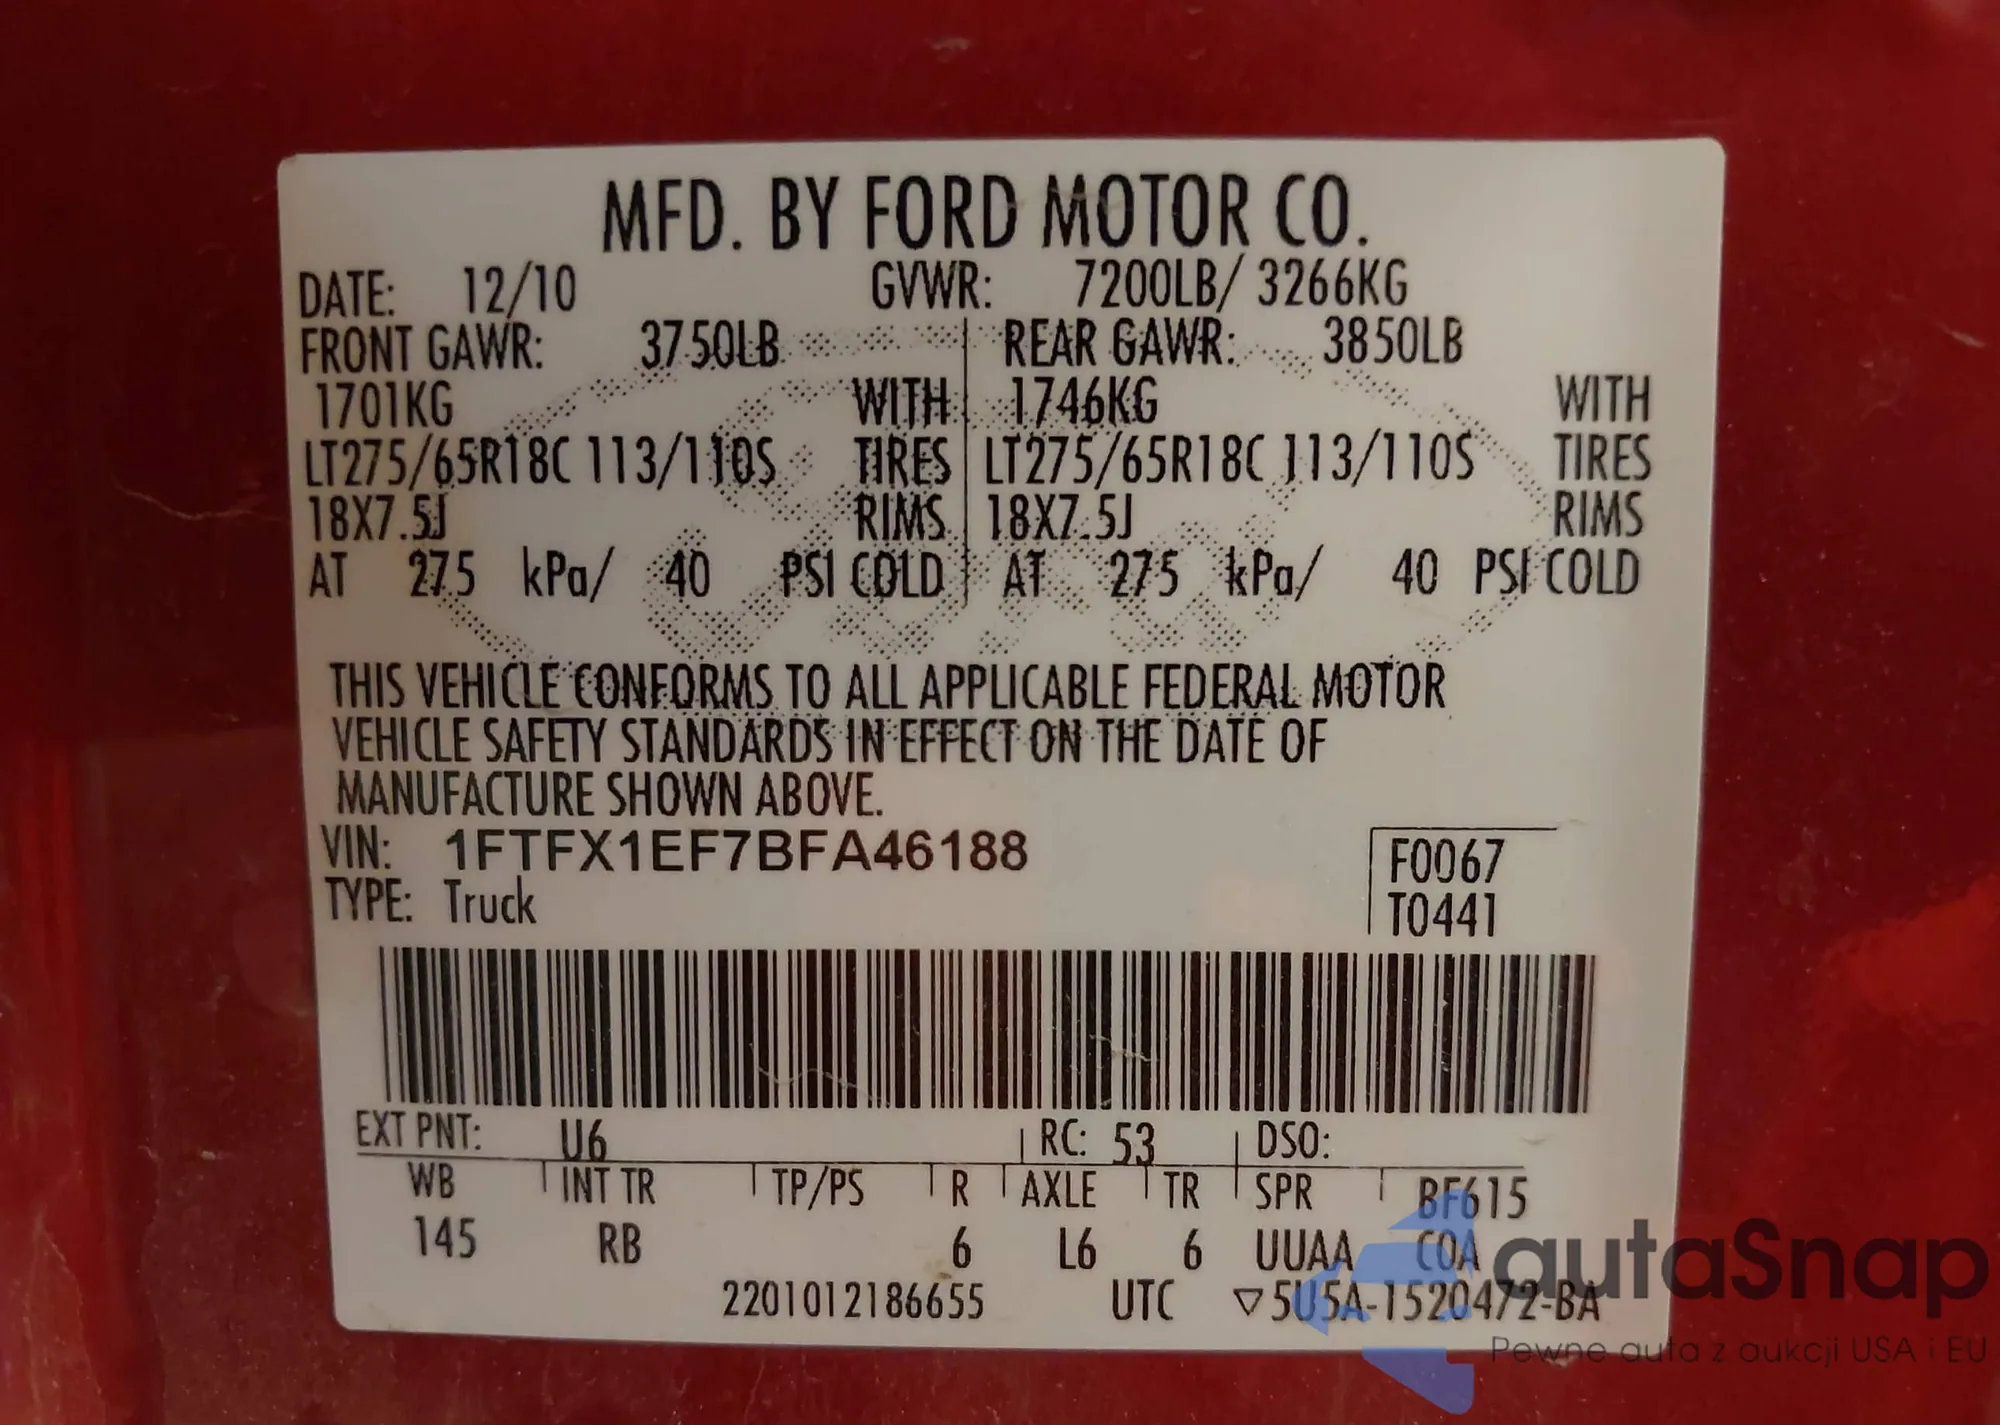 MFD. BY FORD MOTOR CO.
DATE: 12/10 GVWR: 7200LB/ 3266KG
FRONT GAWR: 3750LB REAR GAWR: 3850LB
1701KG WITH 1746KG WITH
LT275/65R18C 113/110S TIRES LT275/65R18C 113/110S TIRES
18X7.5J RIMS 18X7.5J RIMS
AT 275 kPa/ 40 PSI COLD AT 275 kPa/ 40 PSI COLD
THIS VEHICLE CONFORMS TO ALL APPLICABLE FEDERAL MOTOR
VEHICLE SAFETY STANDARDS IN EFFECT ON THE DATE OF
MANUFACTURE SHOWN ABOVE.
VIN: 1FTFX1EF7BFA46188 F0067
TYPE: Truck T0441
EXT PNT: U6 RC: 53 DSO:
WB INT TR TP/PS R AXLE TR SPR BF615
145 RB 6 L6 6 UUAA COA
2201012186655 UTC ▽5U5A-1520472-BA
autaSnap
Pewne auta z aukcji USA i EU